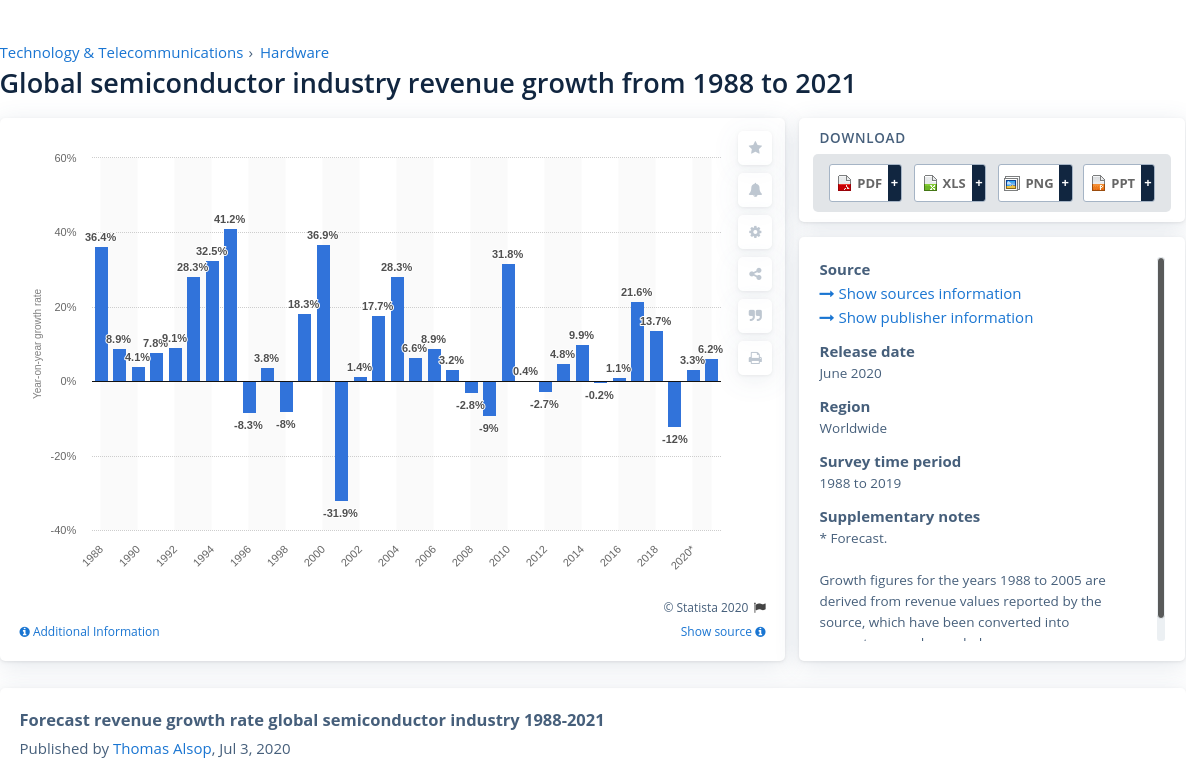 Technology & Telecommunications › Hardware
Global semiconductor industry revenue growth from 1988 to 2021
Year-on-year growth rate
60%
40%
20%
0%
-20%
-40%
36.4%
8.9%
4.1%
7.8%
9.1%
28.3%
32.5%
41.2%
-8.3%
3.8%
-8%
18.3%
36.9%
-31.9%
1.4%
17.7%
28.3%
6.6%
8.9%
3.2%
-2.8%
-9%
31.8%
0.4%
-2.7%
4.8%
9.9%
-0.2%
1.1%
21.6%
13.7%
-12%
3.3%
6.2%
1988
1990
1992
1994
1996
1998
2000
2002
2004
2006
2008
2010
2012
2014
2016
2018
2020*
© Statista 2020
Additional Information
Show source
DOWNLOAD
PDF + XLS + PNG + PPT +
Source
Show sources information
Show publisher information
Release date
June 2020
Region
Worldwide
Survey time period
1988 to 2019
Supplementary notes
* Forecast.
Growth figures for the years 1988 to 2005 are
derived from revenue values reported by the
source, which have been converted into
Forecast revenue growth rate global semiconductor industry 1988-2021
Published by Thomas Alsop, Jul 3, 2020